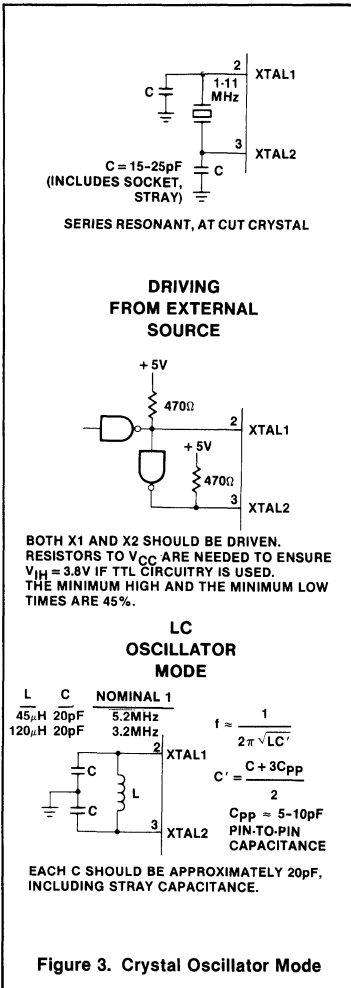 2
XTAL1
1-11
MHz
C
3
XTAL2
C = 15-25pF
(INCLUDES SOCKET,
STRAY)
C
SERIES RESONANT, AT CUT CRYSTAL
DRIVING
FROM EXTERNAL
SOURCE
+5V
470Ω
2
XTAL1
+5V
470Ω
3
XTAL2
BOTH X1 AND X2 SHOULD BE DRIVEN.
RESISTORS TO VCC ARE NEEDED TO ENSURE
VIH = 3.8V IF TTL CIRCUITRY IS USED.
THE MINIMUM HIGH AND THE MINIMUM LOW
TIMES ARE 45%.
LC
OSCILLATOR
MODE
L C NOMINAL 1
45μH 20pF 5.2MHz
120μH 20pF 3.2MHz
f ≈ 1 / 2π √LC'
2
XTAL1
C
L
C
3
XTAL2
C' = C + 3CPP / 2
CPP ≈ 5-10pF
PIN-TO-PIN
CAPACITANCE
EACH C SHOULD BE APPROXIMATELY 20pF,
INCLUDING STRAY CAPACITANCE.
Figure 3. Crystal Oscillator Mode